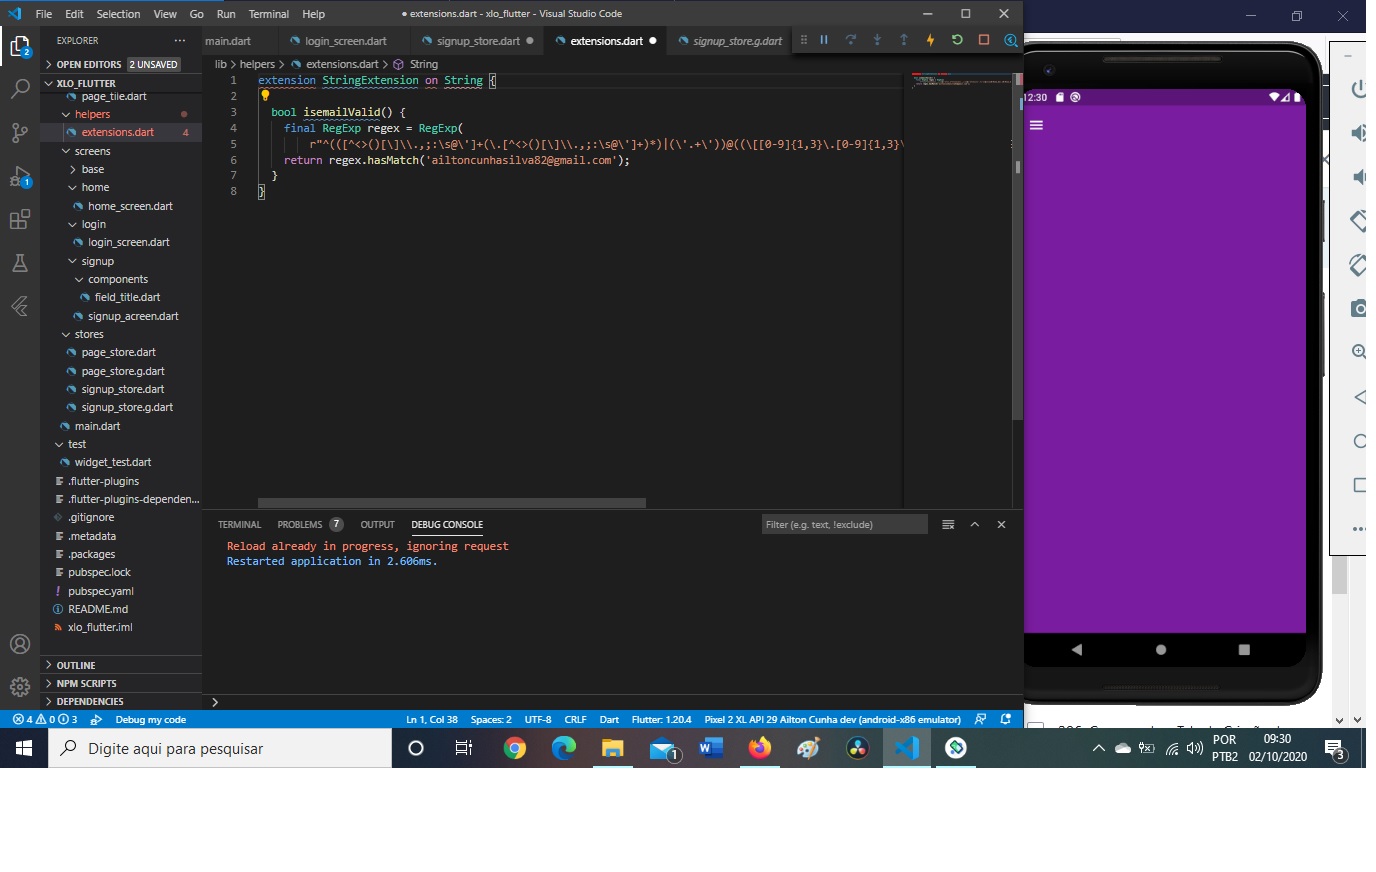 File Edit Selection View Go Run Terminal Help
● extensions.dart - xlo_flutter - Visual Studio Code
EXPLORER
main.dart login_screen.dart signup_store.dart extensions.dart signup_store.g.dart
OPEN EDITORS 2 UNSAVED
lib > helpers > extensions.dart > String
XLO_FLUTTER
page_tile.dart
helpers
extensions.dart 4
screens
base
home
home_screen.dart
login
login_screen.dart
signup
components
field_title.dart
signup_acreen.dart
stores
page_store.dart
page_store.g.dart
signup_store.dart
signup_store.g.dart
main.dart
test
widget_test.dart
.flutter-plugins
.flutter-plugins-dependen...
.gitignore
.metadata
.packages
pubspec.lock
pubspec.yaml
README.md
xlo_flutter.iml
OUTLINE
NPM SCRIPTS
DEPENDENCIES
1 extension StringExtension on String {
2
3 bool isemailValid() {
4 final RegExp regex = RegExp(
5 r"^(([^<>()[\]\\.,;:\s@\']+(\.[^<>()[\]\\.,;:\s@\']+)*)|(\'.+\'))@((\[[0-9]{1,3}\.[0-9]{1,3}\
6 return regex.hasMatch('ailtoncunhasilva82@gmail.com');
7 }
8 }
TERMINAL PROBLEMS 7 OUTPUT DEBUG CONSOLE
Filter (e.g. text, !exclude)
Reload already in progress, ignoring request
Restarted application in 2.606ms.
4 0 3 Debug my code
Ln 1, Col 38 Spaces: 2 UTF-8 CRLF Dart Flutter: 1.20.4 Pixel 2 XL API 29 Ailton Cunha dev (android-x86 emulator)
12:30
Digite aqui para pesquisar
POR
PTB2
09:30
02/10/2020
3